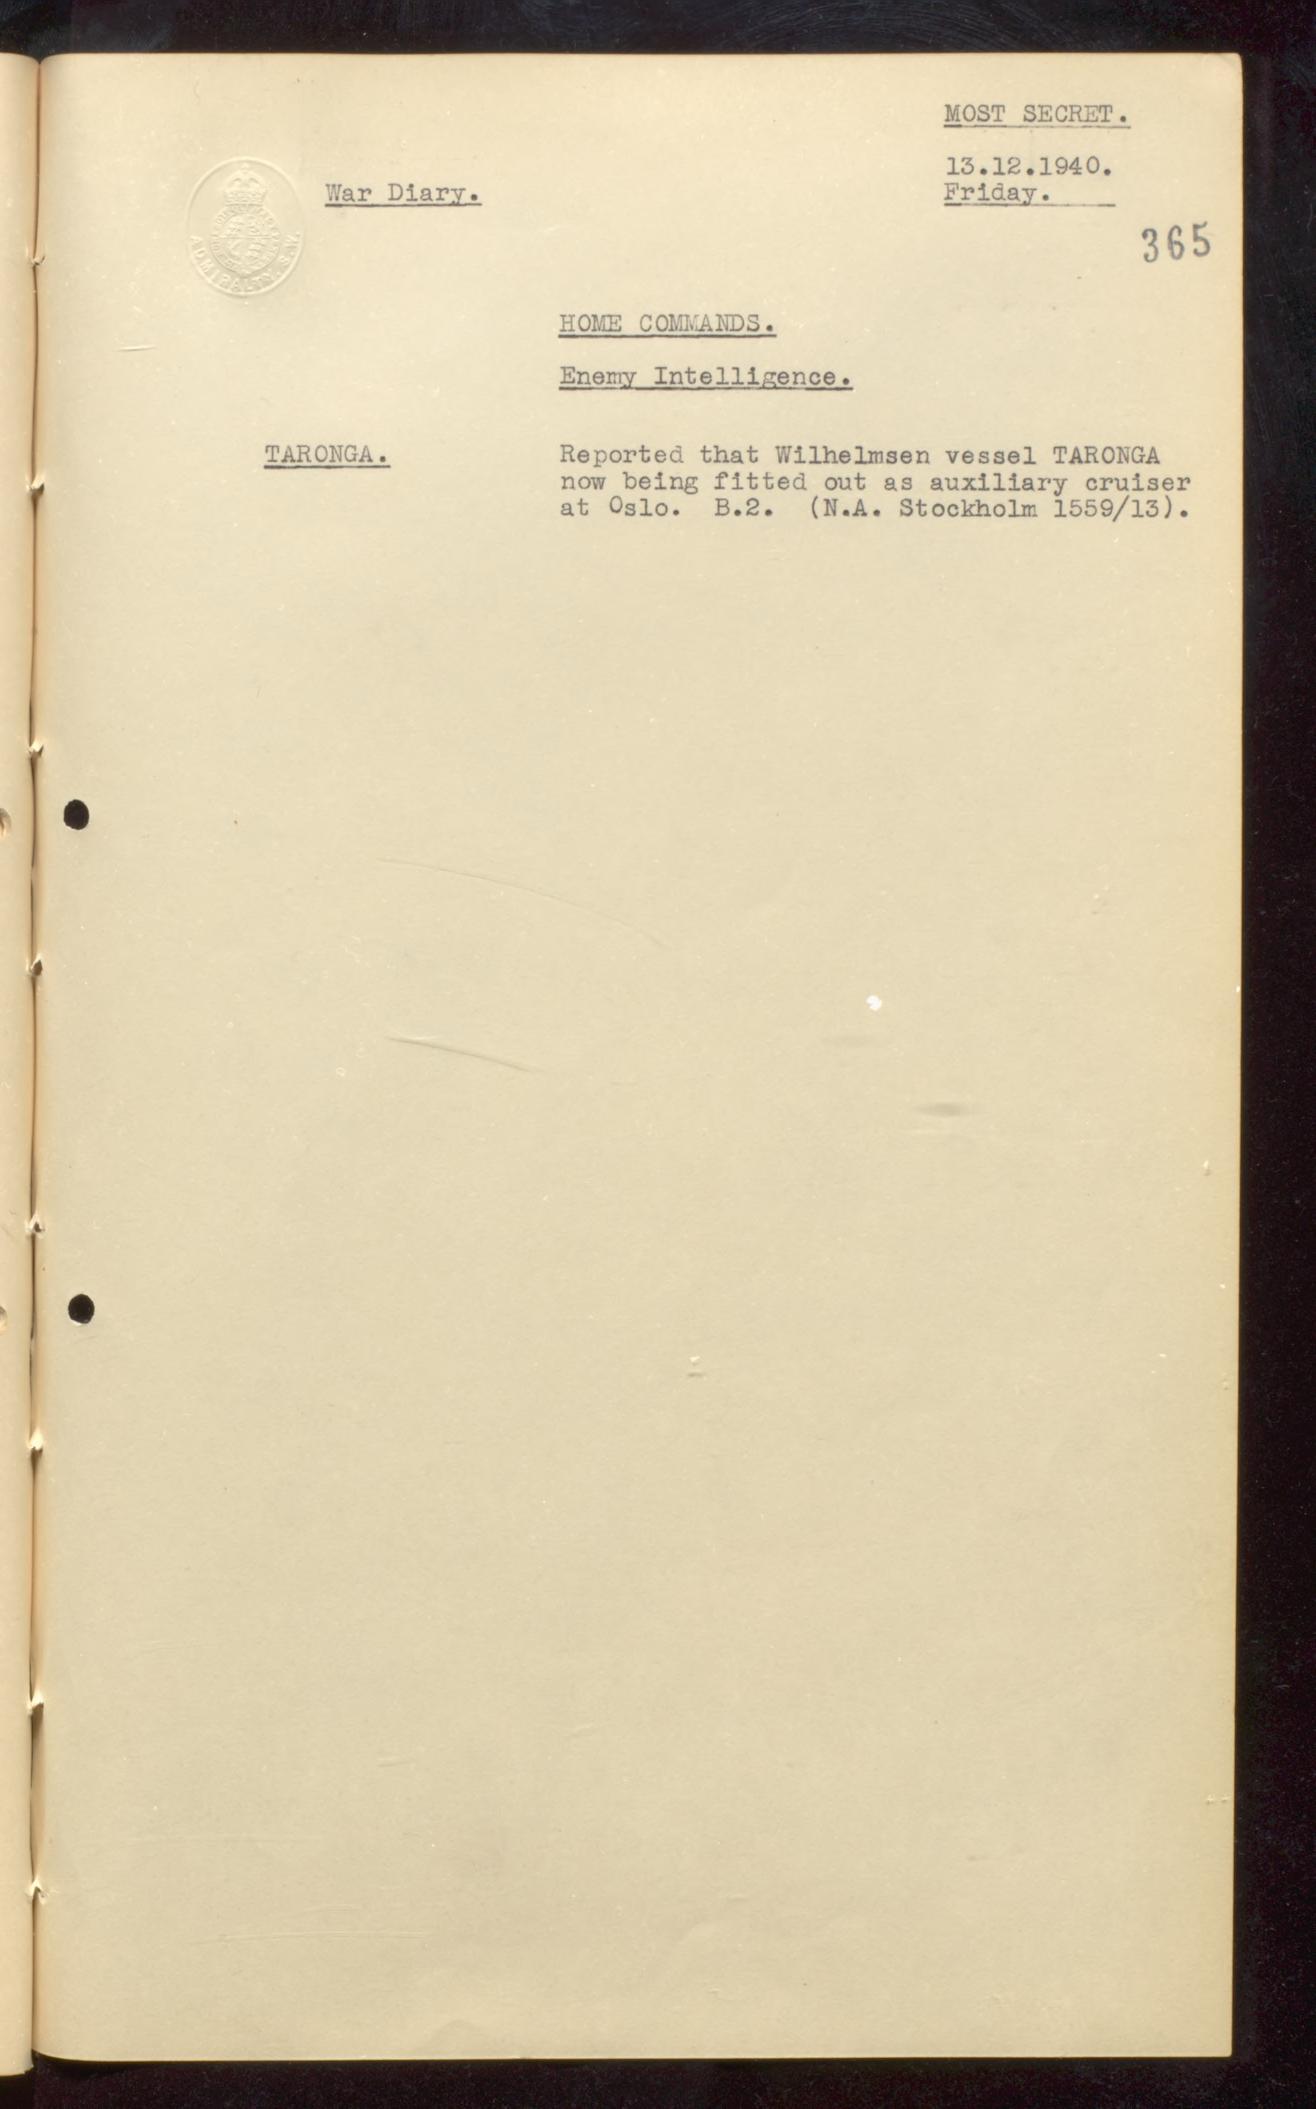 MOST SECRET.
13.12.1940.
Friday.
War Diary.
365
ADMIRALTY. S.W.
HOME COMMANDS.
Enemy Intelligence.
TARONGA.
Reported that Wilhelmsen vessel TARONGA
now being fitted out as auxiliary cruiser
at Oslo. B.2. (N.A. Stockholm 1559/13).